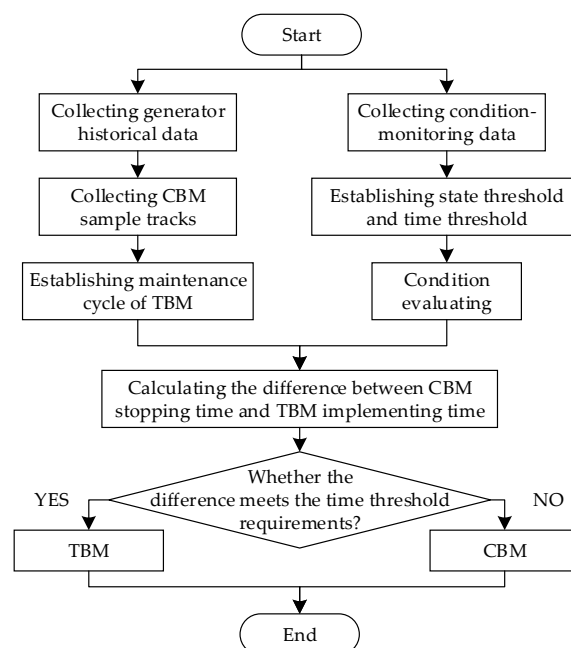 Start
Collecting generator
historical data
Collecting condition-
monitoring data
Collecting CBM
sample tracks
Establishing state threshold
and time threshold
Establishing maintenance
cycle of TBM
Condition
evaluating
Calculating the difference between CBM
stopping time and TBM implementing time
Whether the
difference meets the time threshold
requirements?
YES
NO
TBM
CBM
End